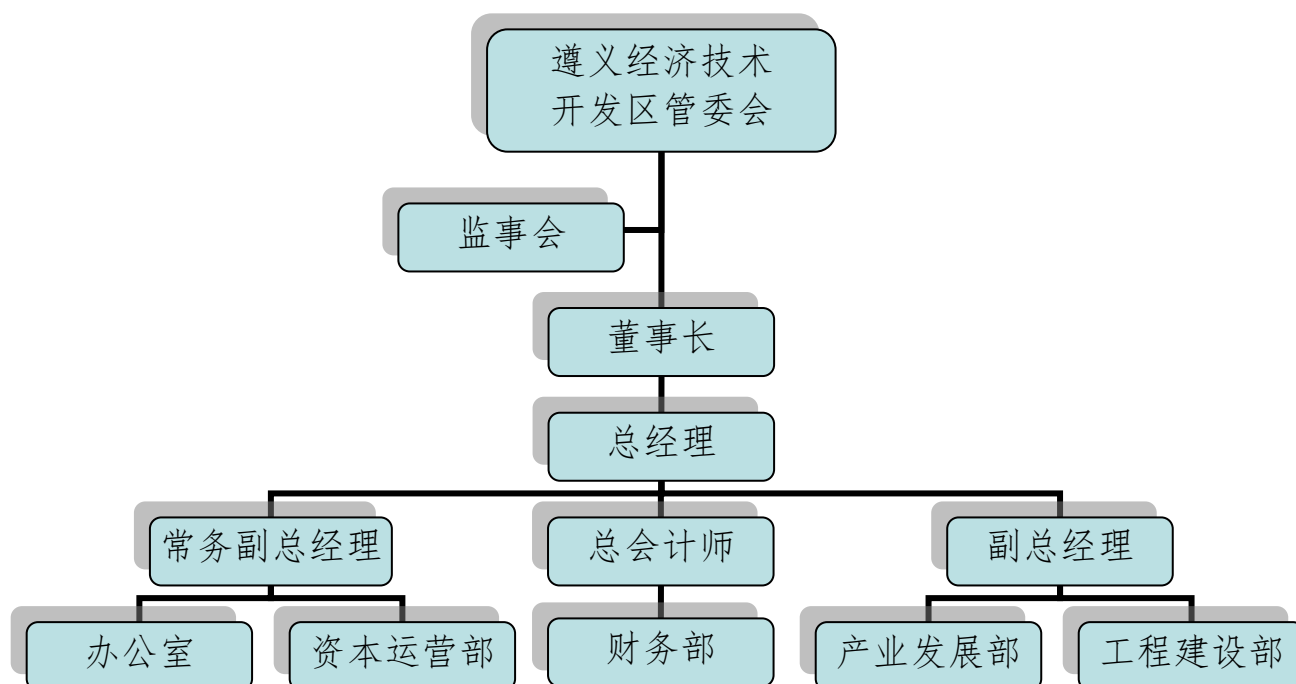 遵义经济技术
开发区管委会
监事会
董事长
总经理
常务副总经理
总会计师
副总经理
办公室
资本运营部
财务部
产业发展部
工程建设部